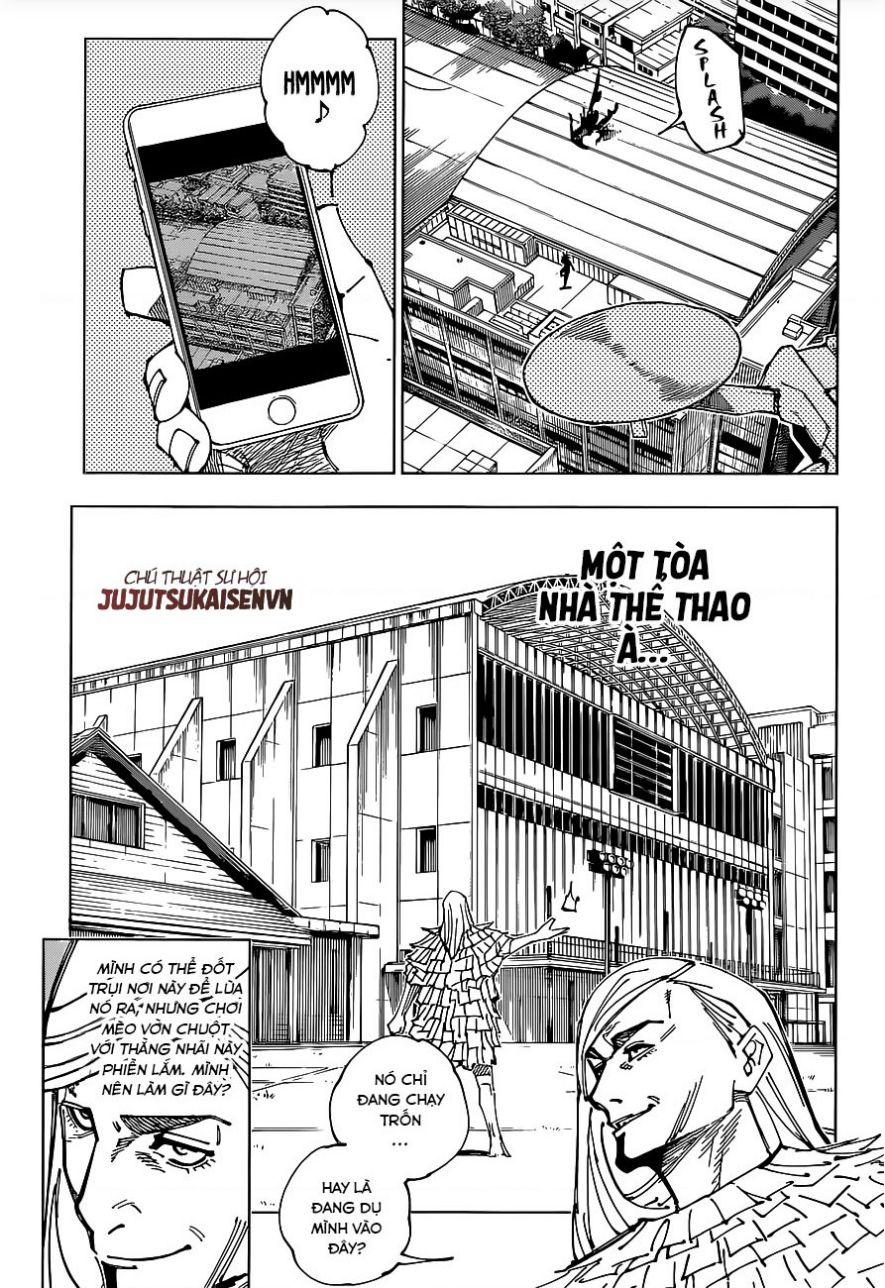 HMMMM
♪
SPLASH
CHÚ THUẬT SƯ HỘI
JUJUTSUKAISENVN
MỘT TÒA
NHÀ THỂ THAO
À...
MÌNH CÓ THỂ ĐỐT
TRỤI NƠI NÀY ĐỂ LÙA
NÓ RA, NHƯNG CHƠI
MÈO VỜN CHUỘT
VỚI THẰNG NHÃI NÀY
PHIỀN LẮM. MÌNH
NÊN LÀM GÌ ĐÂY?
NÓ CHỈ
ĐANG CHẠY
TRỐN
...
HAY LÀ
ĐANG DỤ
MÌNH VÀO
ĐÂY?